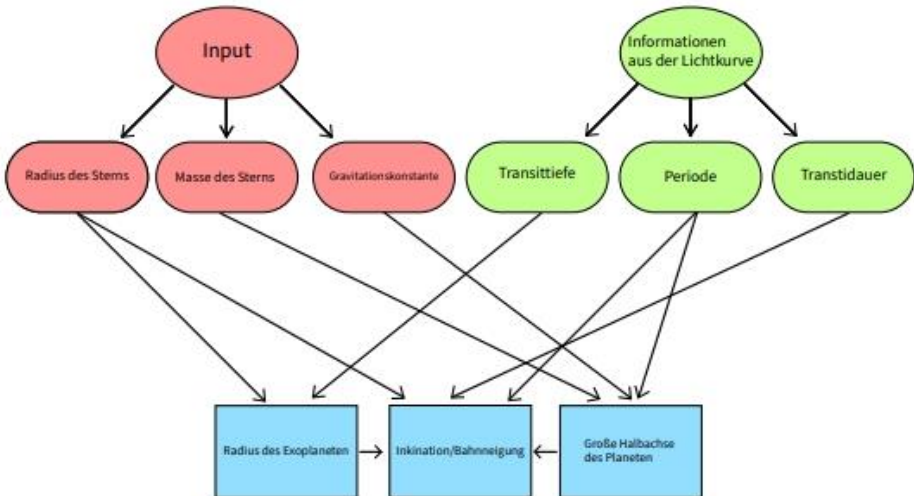 Input
Informationen
aus der Lichtkurve
Radius des Sterns
Masse des Sterns
Gravitationskonstante
Transittiefe
Periode
Transtidauer
Radius des Exoplaneten
Inkination/Bahnneigung
Große Halbachse
des Planeten